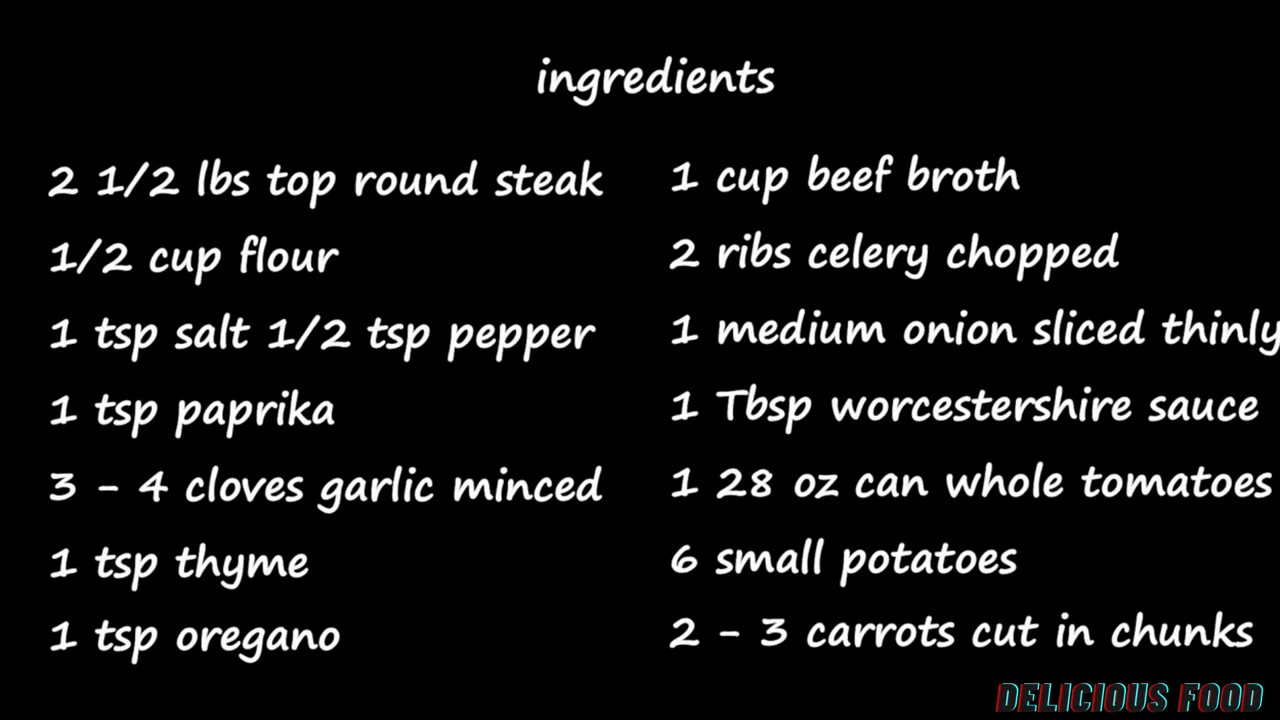 ingredients
2 1/2 lbs top round steak
1/2 cup flour
1 tsp salt 1/2 tsp pepper
1 tsp paprika
3 - 4 cloves garlic minced
1 tsp thyme
1 tsp oregano
1 cup beef broth
2 ribs celery chopped
1 medium onion sliced thinly
1 Tbsp worcestershire sauce
1 28 oz can whole tomatoes
6 small potatoes
2 - 3 carrots cut in chunks
DELICIOUS FOOD